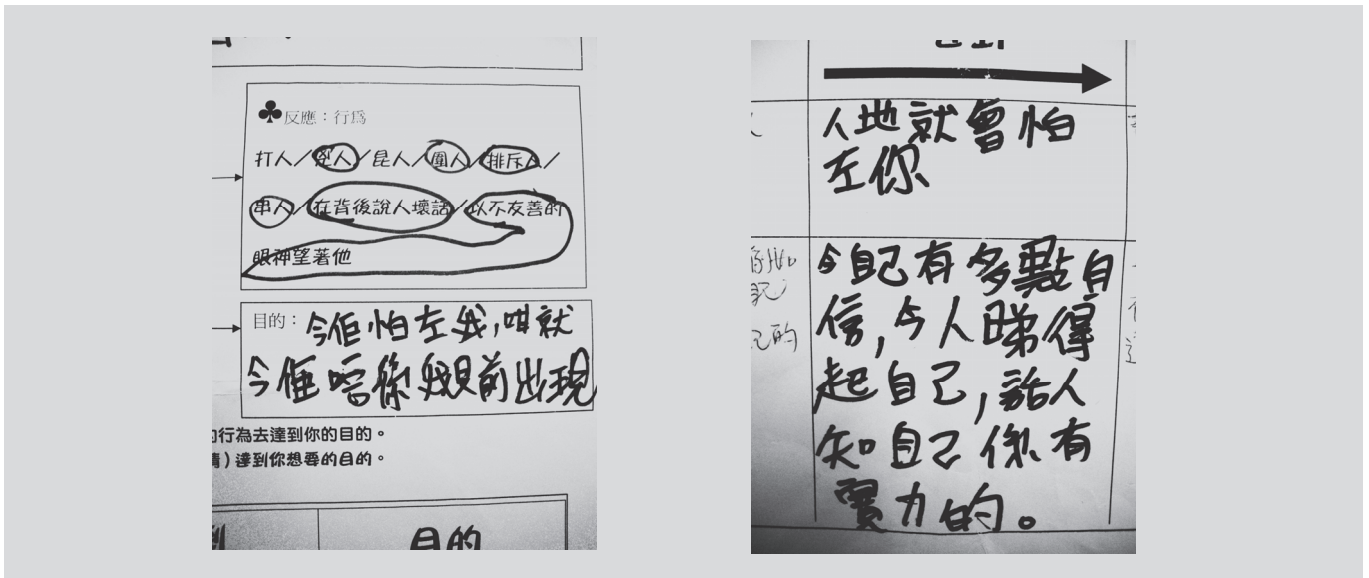 ♣反應：行為
打人／兇人／昆人／圍人／排斥人／
串人／在背後說人壞話／以不友善的
眼神望著他
目的：令佢怕左我，咁就
令佢唔係我眼前出現
行為去達到你的目的。
）達到你想要的目的。
目的
人地就會怕
左你
令自己有多點自
信，令人睇得
起自己，話人
知自己係有
實力的。